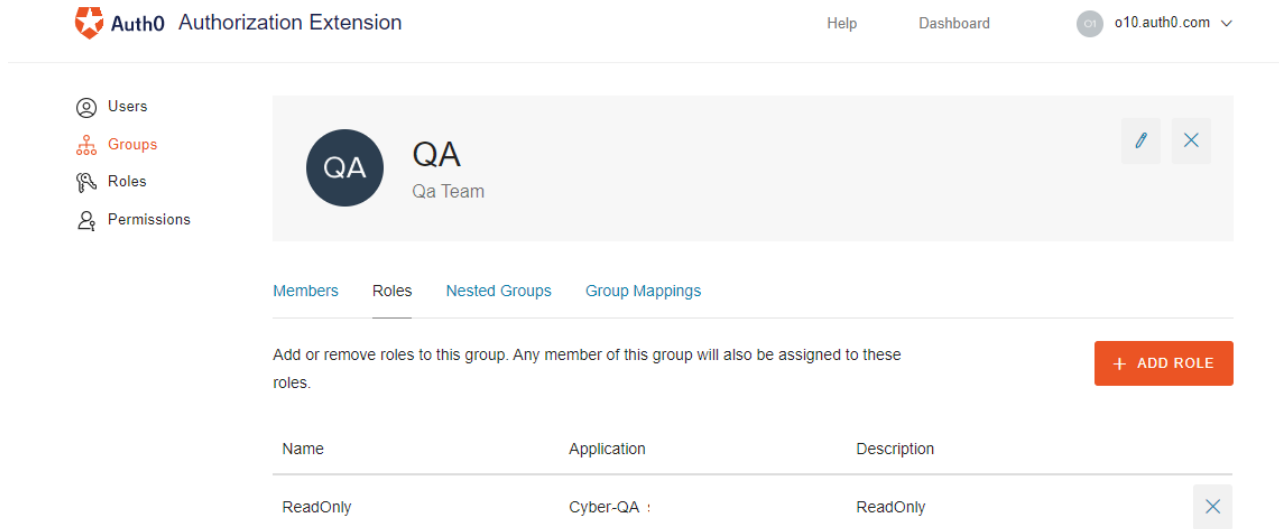 Auth0 Authorization Extension Help Dashboard O1 o10.auth0.com
Users
Groups
Roles
Permissions
QA
QA
Qa Team
Members Roles Nested Groups Group Mappings
Add or remove roles to this group. Any member of this group will also be assigned to these
roles.
+ ADD ROLE
Name Application Description
ReadOnly Cyber-QA : ReadOnly